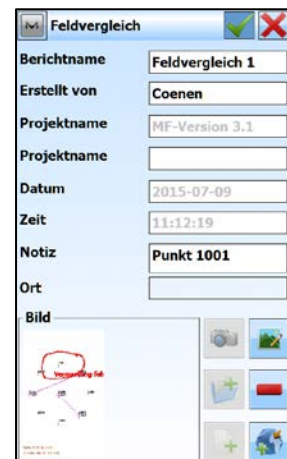 Feldvergleich
Berichtname Feldvergleich 1
Erstellt von Coenen
Projektname MF-Version 3.1
Projektname
Datum 2015-07-09
Zeit 11:12:19
Notiz Punkt 1001
Ort
Bild